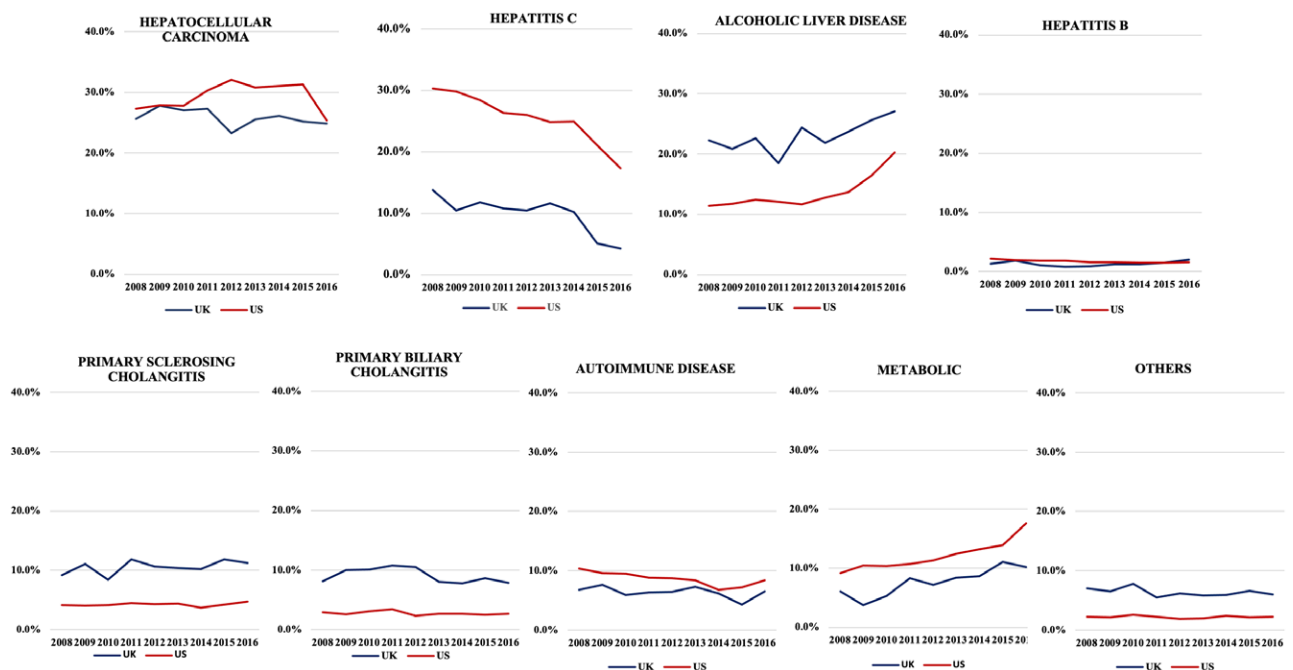 HEPATOCELLULAR
CARCINOMA
40.0%
30.0%
20.0%
10.0%
0.0%
2008 2009 2010 2011 2012 2013 2014 2015 2016
UK US
HEPATITIS C
40.0%
30.0%
20.0%
10.0%
0.0%
2008 2009 2010 2011 2012 2013 2014 2015 2016
UK US
ALCOHOLIC LIVER DISEASE
40.0%
30.0%
20.0%
10.0%
0.0%
2008 2009 2010 2011 2012 2013 2014 2015 2016
UK US
HEPATITIS B
40.0%
30.0%
20.0%
10.0%
0.0%
2008 2009 2010 2011 2012 2013 2014 2015 2016
UK US
PRIMARY SCLEROSING
CHOLANGITIS
40.0%
30.0%
20.0%
10.0%
0.0%
2008 2009 2010 2011 2012 2013 2014 2015 2016
UK US
PRIMARY BILIARY
CHOLANGITIS
40.0%
30.0%
20.0%
10.0%
0.0%
2008 2009 2010 2011 2012 2013 2014 2015 2016
UK US
AUTOIMMUNE DISEASE
40.0%
30.0%
20.0%
10.0%
0.0%
2008 2009 2010 2011 2012 2013 2014 2015 2016
UK US
METABOLIC
40.0%
30.0%
20.0%
10.0%
0.0%
2008 2009 2010 2011 2012 2013 2014 2015 201
UK US
OTHERS
40.0%
30.0%
20.0%
10.0%
0.0%
2008 2009 2010 2011 2012 2013 2014 2015 2016
UK US